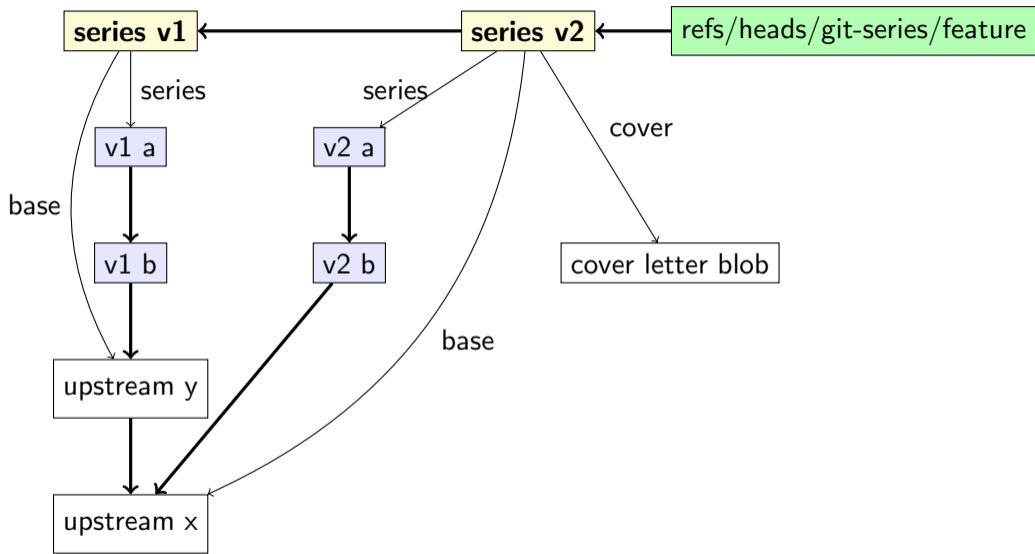 series v1
series v2
refs/heads/git-series/feature
series
series
cover
v1 a
v2 a
base
v1 b
v2 b
cover letter blob
base
upstream y
upstream x